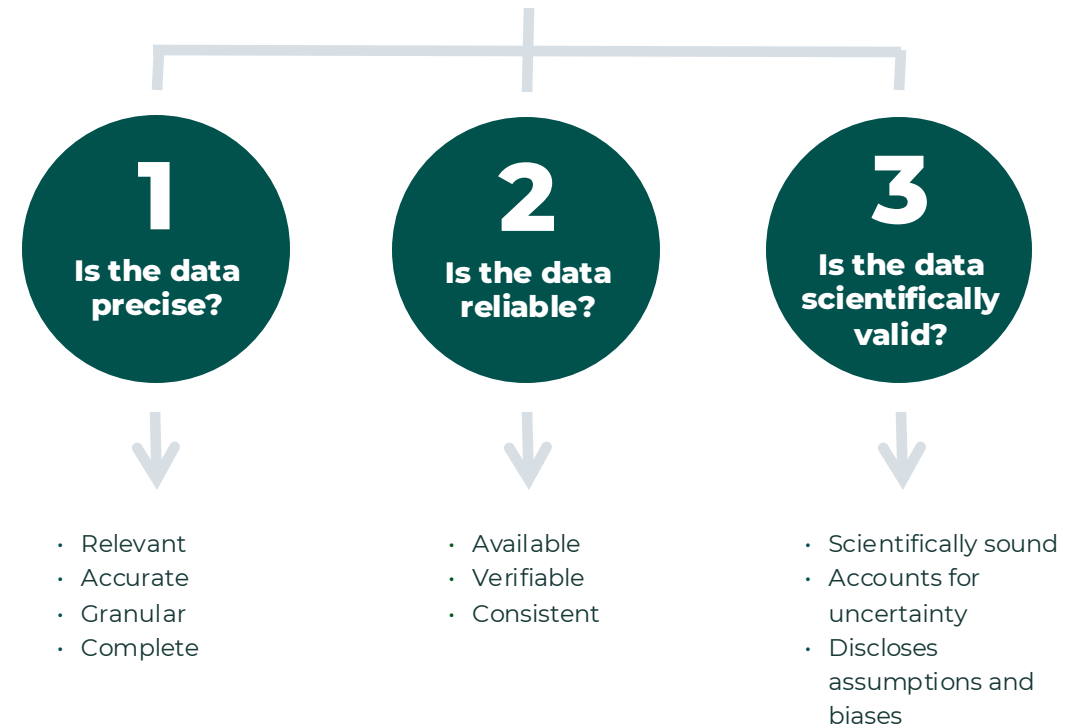 1
Is the data
precise?
• Relevant
• Accurate
• Granular
• Complete
2
Is the data
reliable?
• Available
• Verifiable
• Consistent
3
Is the data
scientifically
valid?
• Scientifically sound
• Accounts for
uncertainty
• Discloses
assumptions and
biases